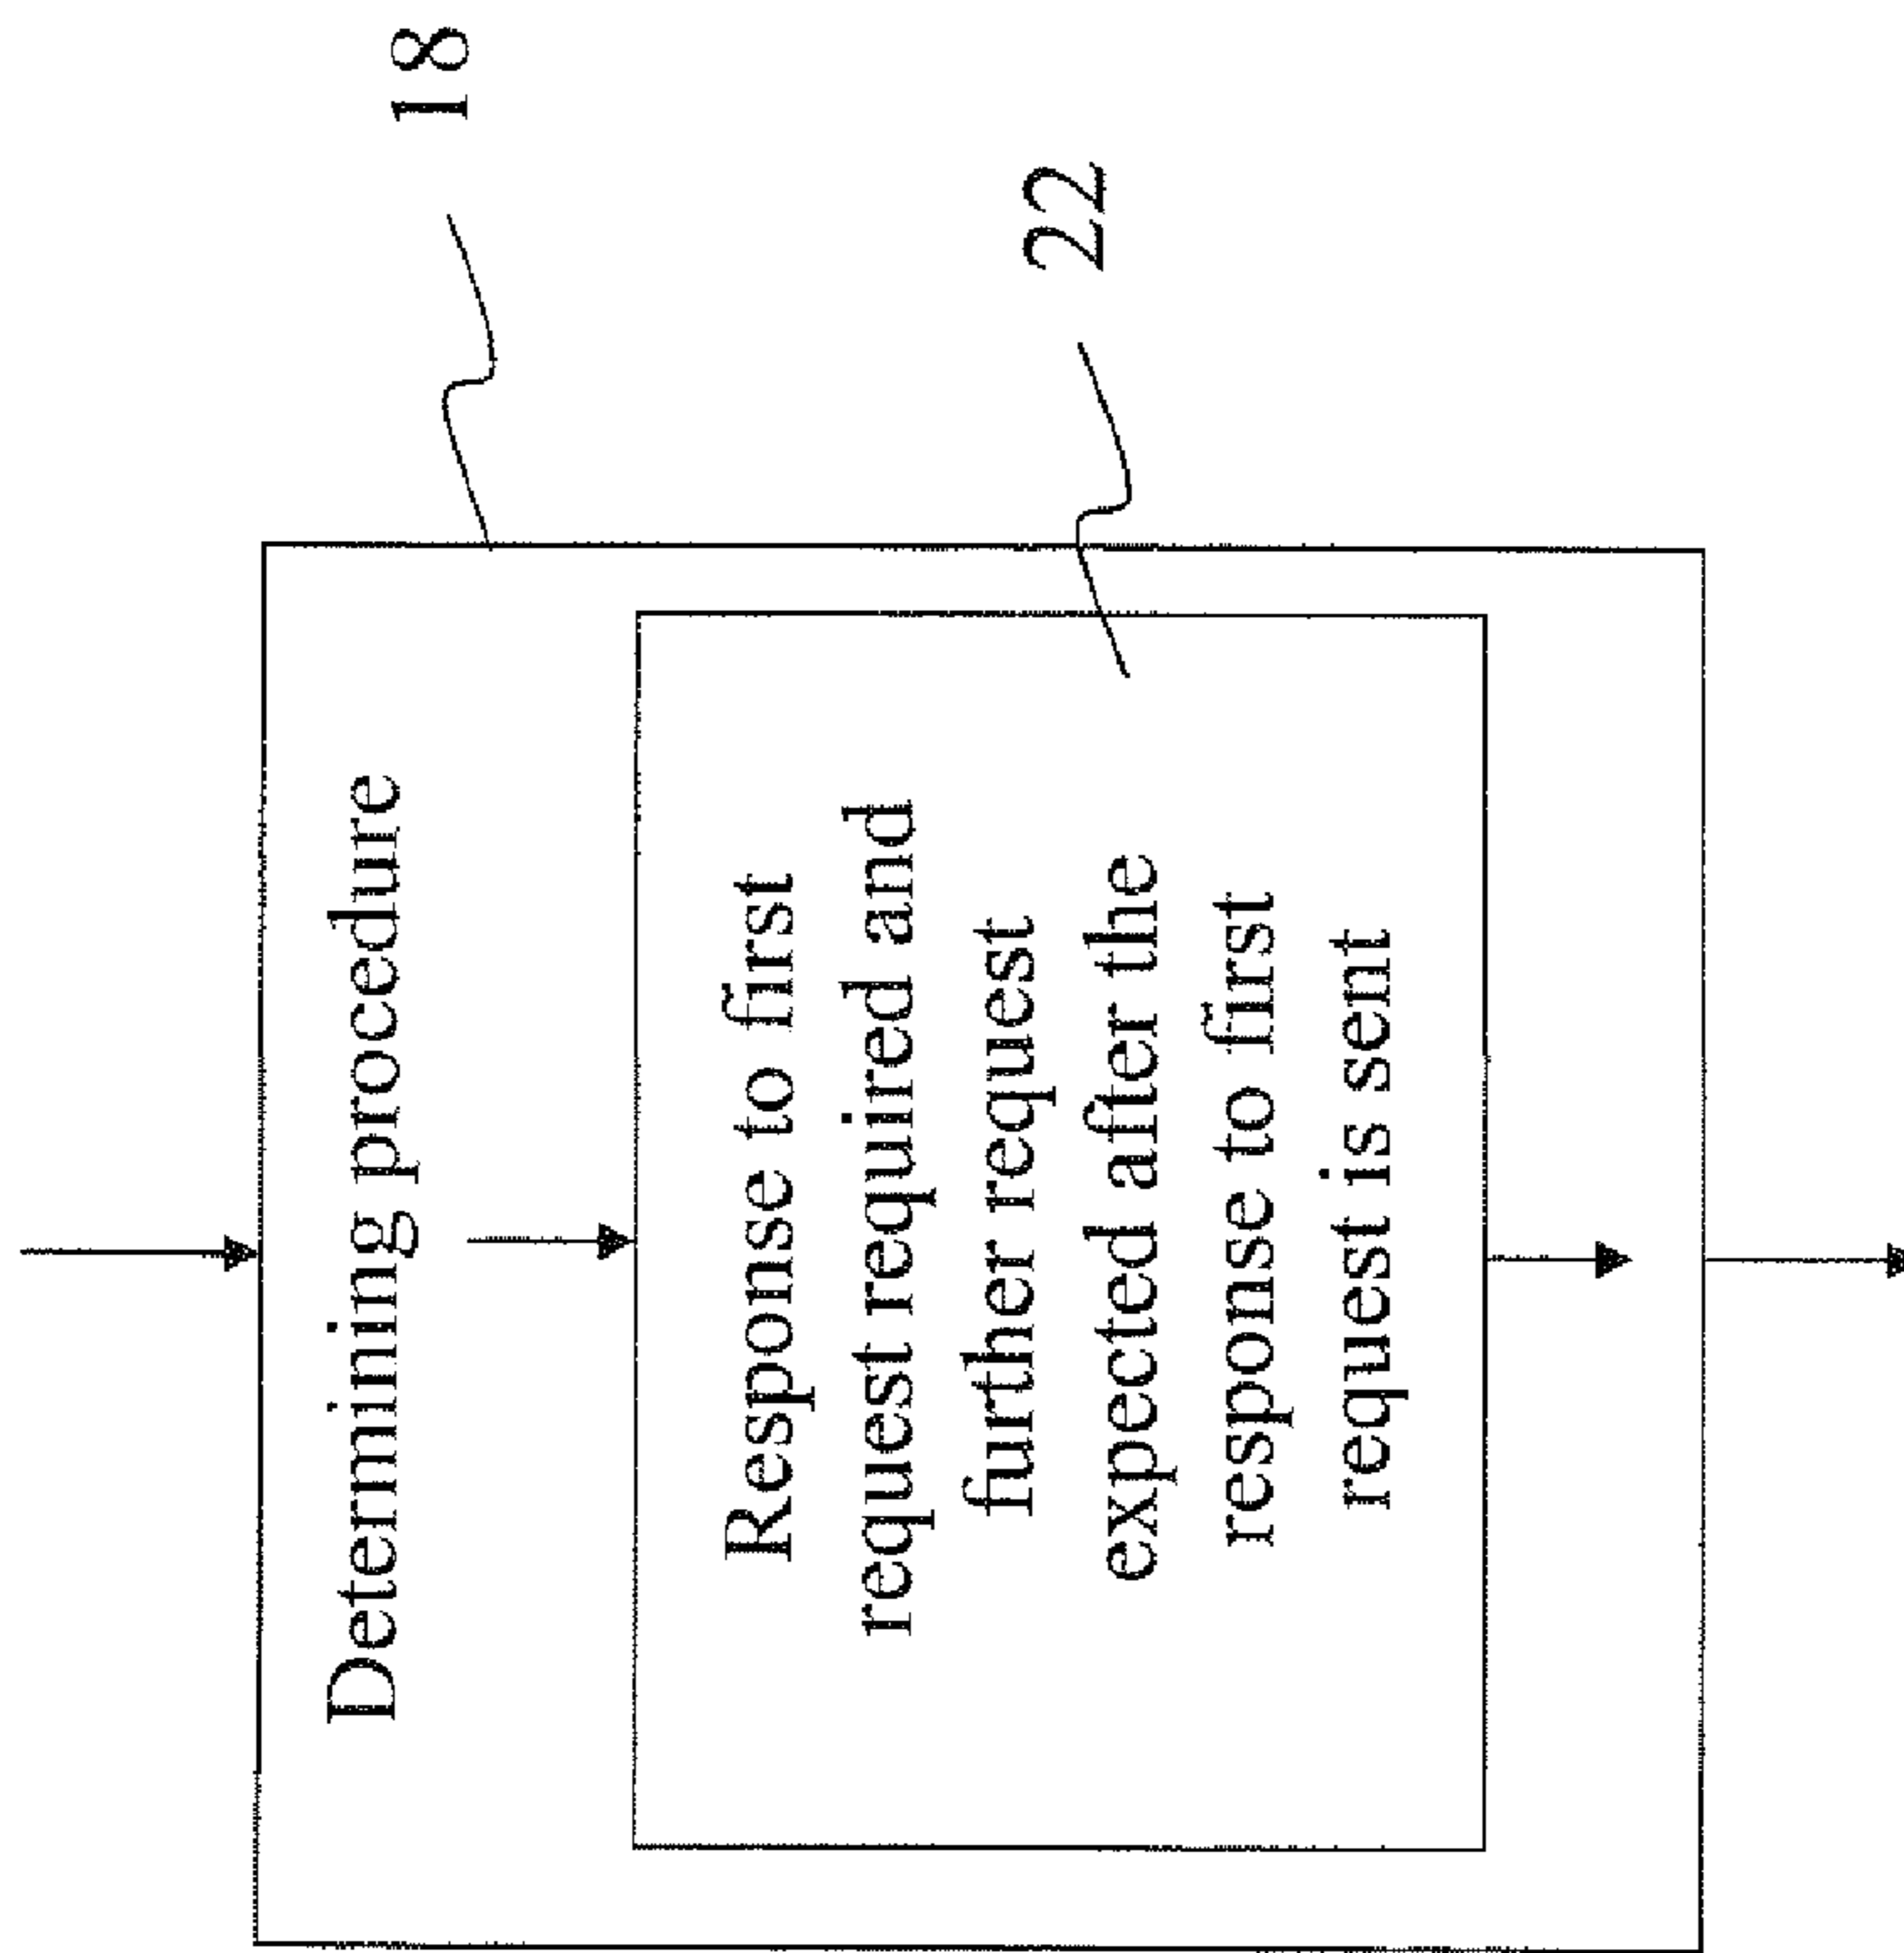 Determining procedure
18
Response to first
request required and
further request
expected after the
response to first
request is sent
22